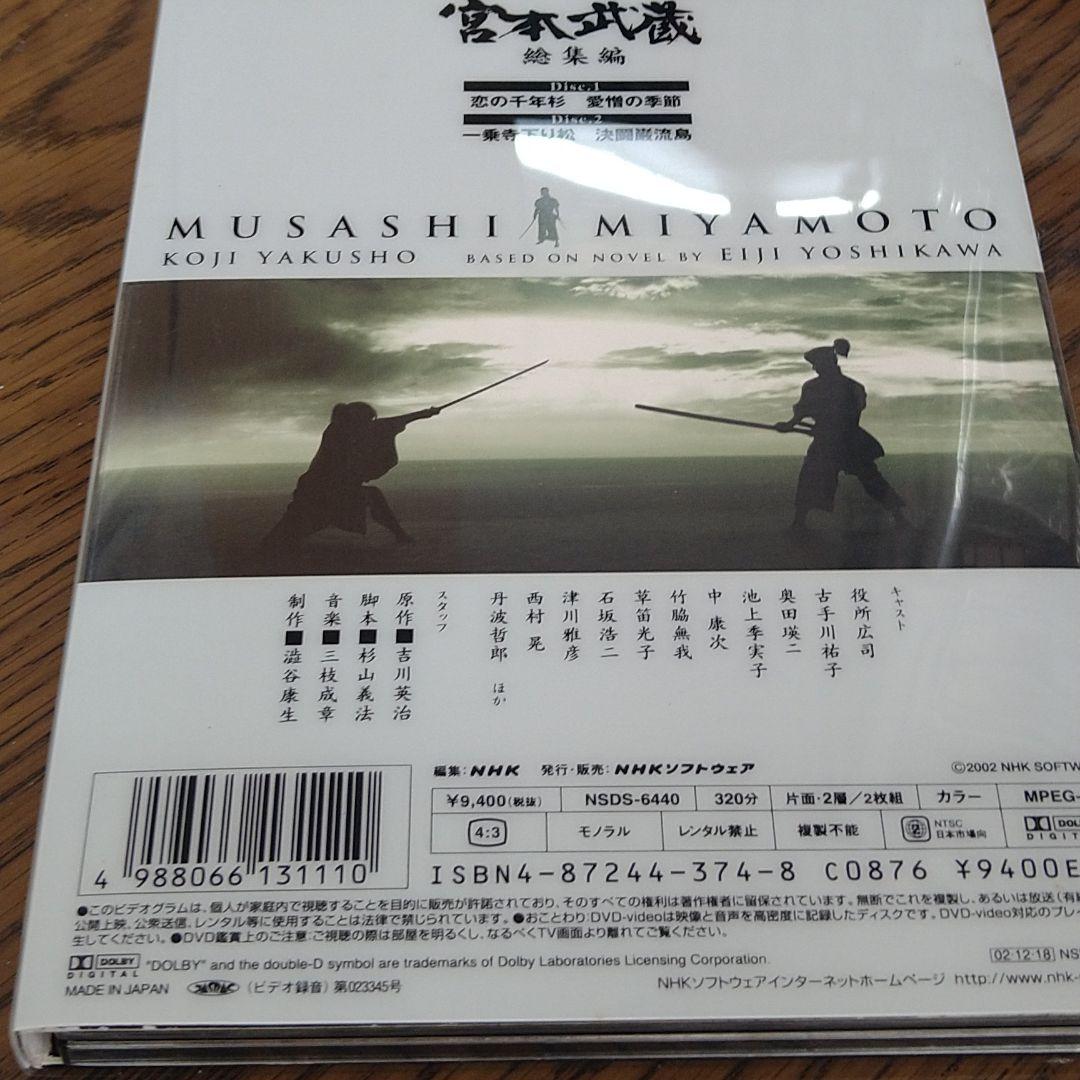 宮本武蔵
総集編
Disc.1
恋の千年杉 愛憎の季節
Disc.2
一乗寺下り松 決闘巌流島
MUSASHI MIYAMOTO
KOJI YAKUSHO BASED ON NOVEL BY EIJI YOSHIKAWA
キャスト
役所広司
古手川祐子
奥田瑛二
池上季実子
中 康次
竹脇無我
草笛光子
石坂浩二
津川雅彦
西村 晃
丹波哲郎 ほか
スタッフ
原作■吉川英治
脚本■杉山義法
音楽■三枝成章
制作■澁谷康生
編集:NHK 発行・販売:NHKソフトウェア
©2002 NHK SOFTW
¥9,400(税抜) NSDS-6440 320分 片面・2層/2枚組 カラー MPEG-
4:3 モノラル レンタル禁止 複製不能 2 NTSC 日本市場向 DOL DIGIT
ISBN4-87244-374-8 C0876 ¥9400E
4 988066 131110
●このビデオグラムは、個人が家庭内で視聴することを目的に販売が許諾されており、そのすべての権利は著作権者に留保されています。無断でこれを複製し、あるいは放送(有線
公開上映、公衆送信、レンタル等に使用することは法律で禁じられています。●おことわり:DVD-videoは映像と音声を高密度に記録したディスクです。DVD-video対応のプレ
生してください。●DVD鑑賞上のご注意:ご視聴の際は部屋を明るくし、なるべくTV画面より離れてご覧ください。
DOLBY DIGITAL "DOLBY" and the double-D symbol are trademarks of Dolby Laboratories Licensing Corporation.
02・12・18 NS
MADE IN JAPAN (ビデオ録音)第023345号
NHKソフトウェアインターネットホームページ http://www.nhk-